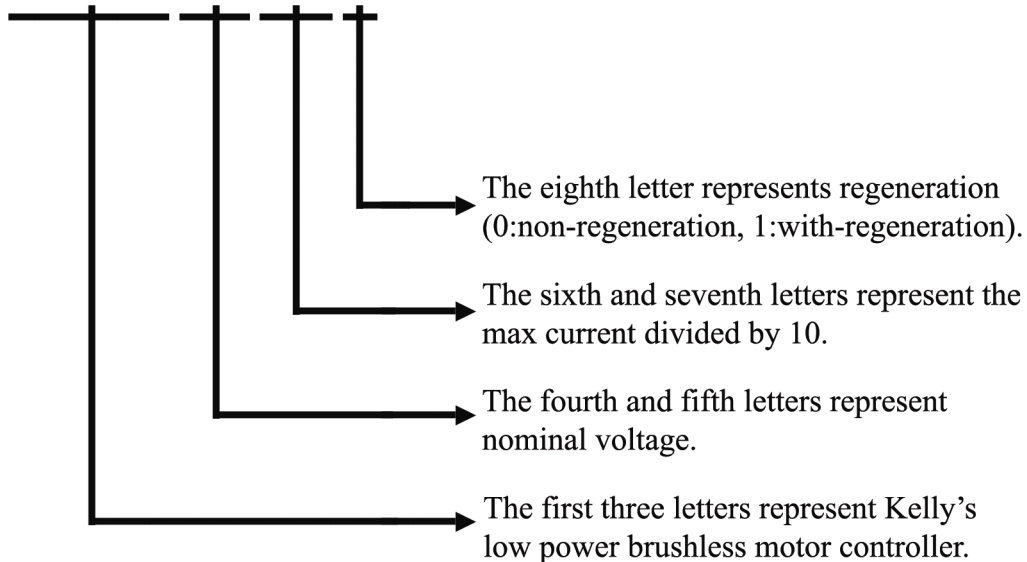 The eighth letter represents regeneration
(0:non-regeneration, 1:with-regeneration).
The sixth and seventh letters represent the
max current divided by 10.
The fourth and fifth letters represent
nominal voltage.
The first three letters represent Kelly’s
low power brushless motor controller.